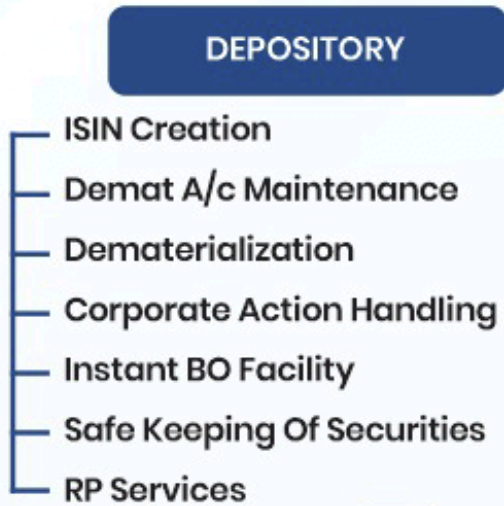 DEPOSITORY
ISIN Creation
Demat A/c Maintenance
Dematerialization
Corporate Action Handling
Instant BO Facility
Safe Keeping Of Securities
RP Services